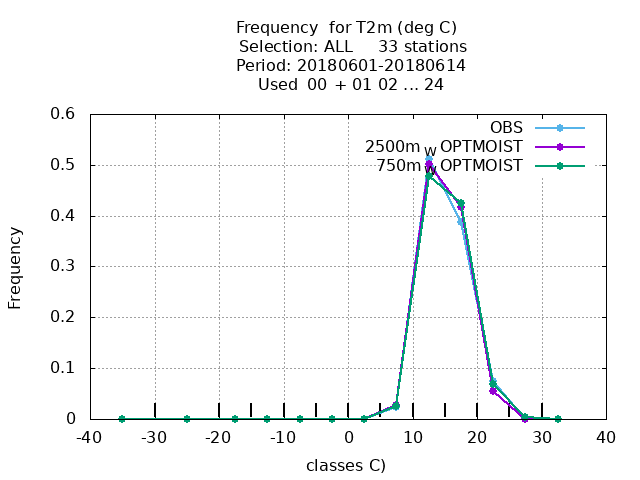 Frequency for T2m (deg C)
Selection: ALL 33 stations
Period: 20180601-20180614
Used 00 + 01 02 ... 24
0.6
0.5
0.4
0.3
0.2
0.1
0
Frequency
OBS
2500m w OPTMOIST
750m w OPTMOIST
-40 -30 -20 -10 0 10 20 30 40
classes C)